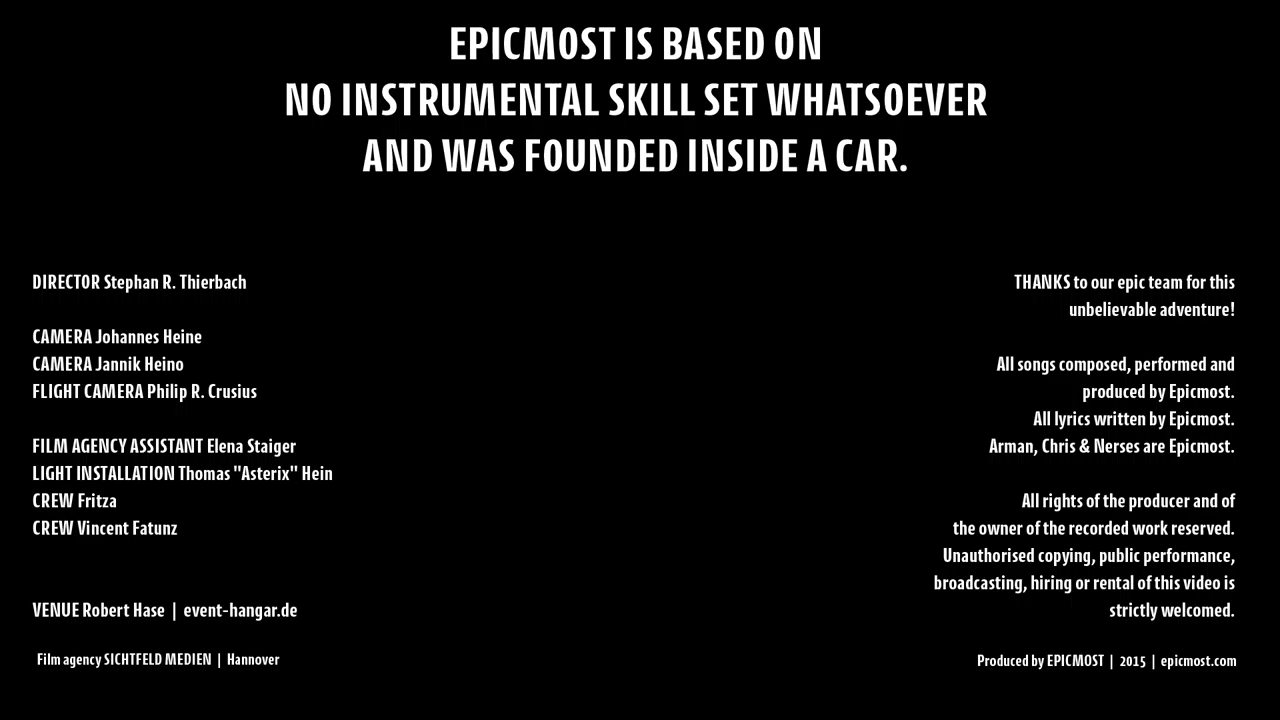 EPICMOST IS BASED ON
NO INSTRUMENTAL SKILL SET WHATSOEVER
AND WAS FOUNDED INSIDE A CAR.
DIRECTOR Stephan R. Thierbach
CAMERA Johannes Heine
CAMERA Jannik Heino
FLIGHT CAMERA Philip R. Crusius
FILM AGENCY ASSISTANT Elena Staiger
LIGHT INSTALLATION Thomas "Asterix" Hein
CREW Fritza
CREW Vincent Fatunz
VENUE Robert Hase | event-hangar.de
Film agency SICHTFELD MEDIEN | Hannover
THANKS to our epic team for this
unbelievable adventure!
All songs composed, performed and
produced by Epicmost.
All lyrics written by Epicmost.
Arman, Chris & Nerses are Epicmost.
All rights of the producer and of
the owner of the recorded work reserved.
Unauthorised copying, public performance,
broadcasting, hiring or rental of this video is
strictly welcomed.
Produced by EPICMOST | 2015 | epicmost.com